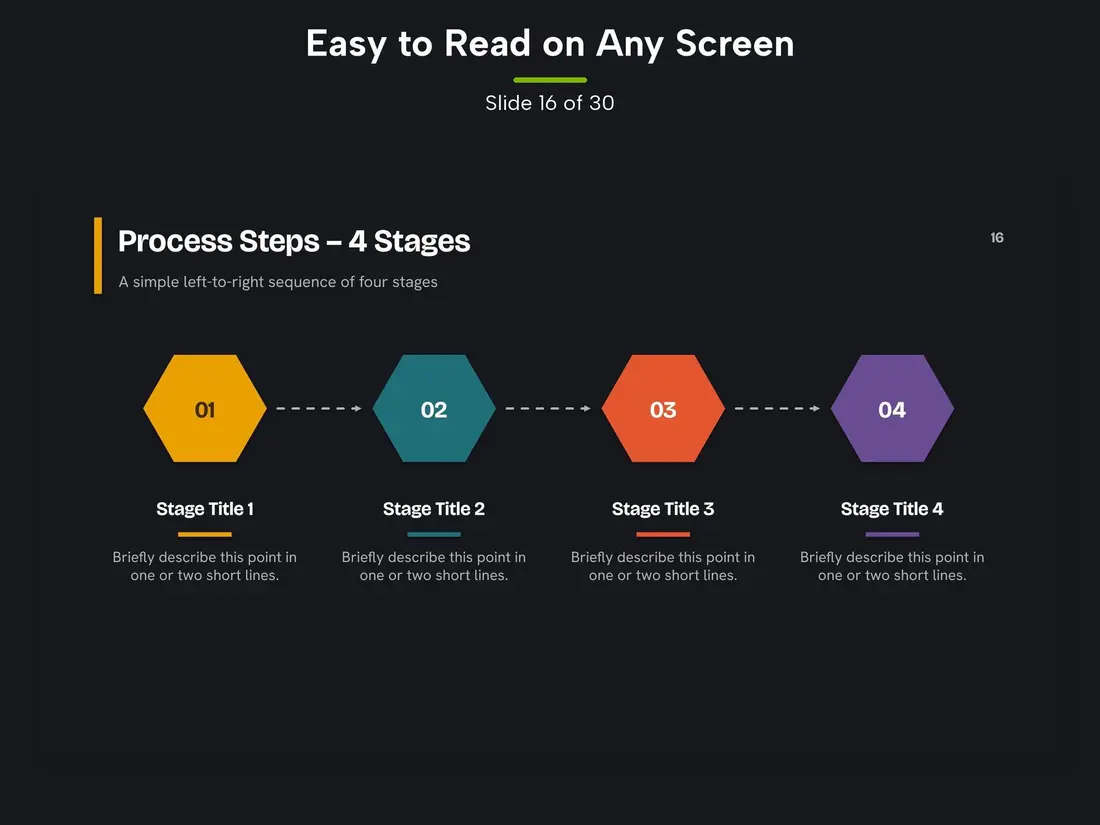 Easy to Read on Any Screen
Slide 16 of 30
Process Steps – 4 Stages
16
A simple left-to-right sequence of four stages
01
02
03
04
Stage Title 1
Briefly describe this point in
one or two short lines.
Stage Title 2
Briefly describe this point in
one or two short lines.
Stage Title 3
Briefly describe this point in
one or two short lines.
Stage Title 4
Briefly describe this point in
one or two short lines.